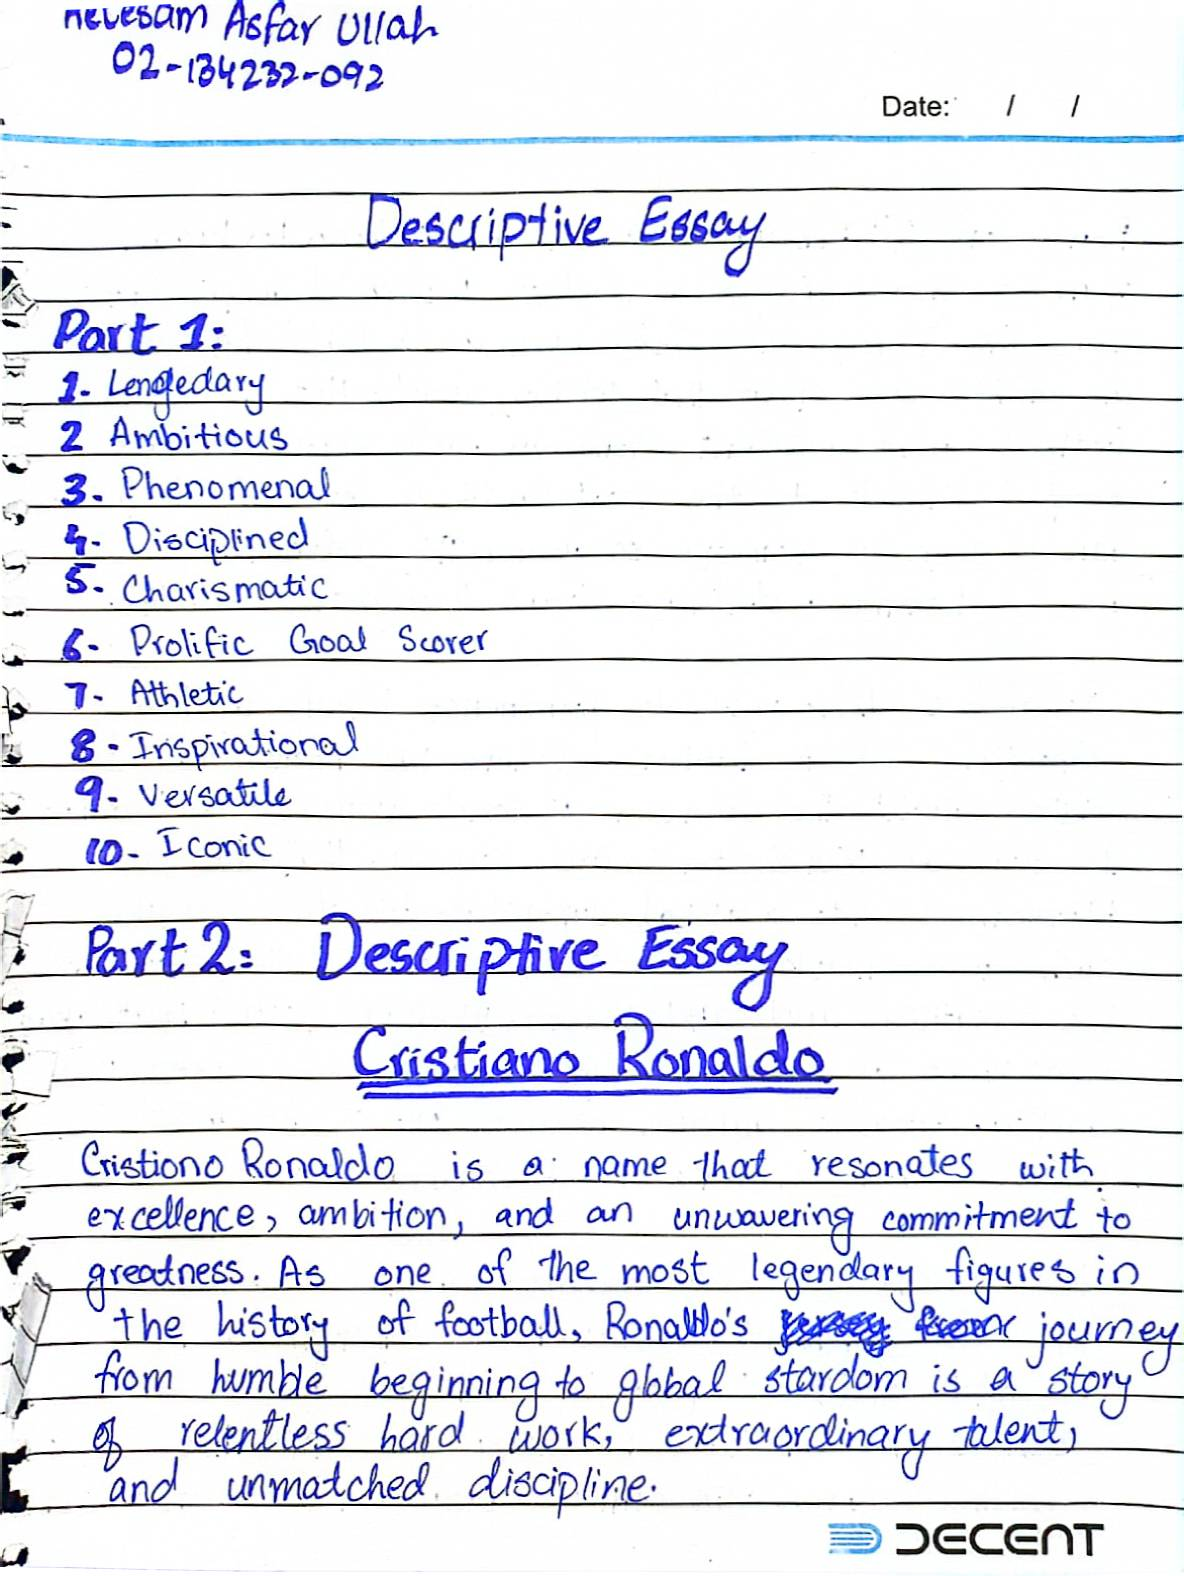 Asfar Ullah
02-134232-092
Date: / /
Descriptive Essay
Part 1:
1. Lengedary
2 Ambitious
3. Phenomenal
4- Disciplined
5. Charismatic
6- Prolific Goal Scorer
7- Athletic
8- Inspirational
9- Versatile
10- Iconic
Part 2: Descriptive Essay
Cristiano Ronaldo
Cristiono Ronaldo is a name that resonates with
excellence, ambition, and an unwavering commitment to
greatness. As one of the most legendary figures in
the history of football, Ronaldo's journey
from humble beginning to global stardom is a story
of relentless hard work, extraordinary talent,
and unmatched discipline.
DECENT